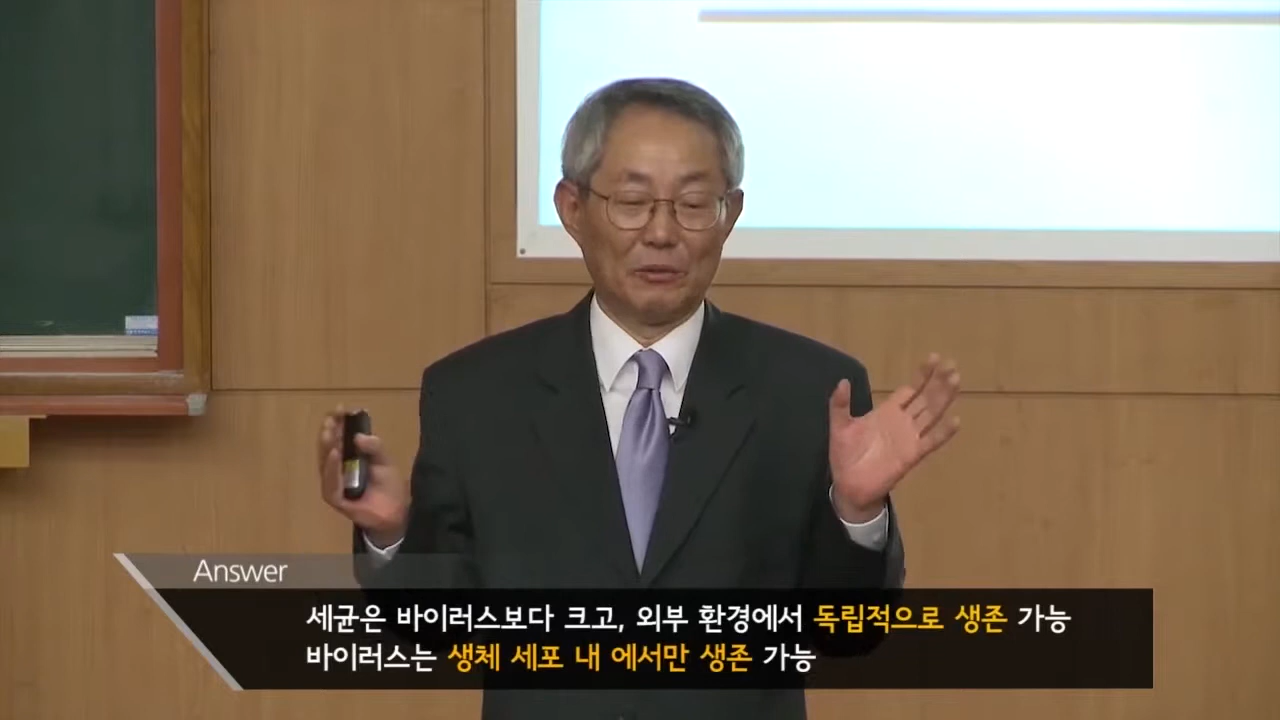 Answer
세균은 바이러스보다 크고, 외부 환경에서 독립적으로 생존 가능
바이러스는 생체 세포 내 에서만 생존 가능